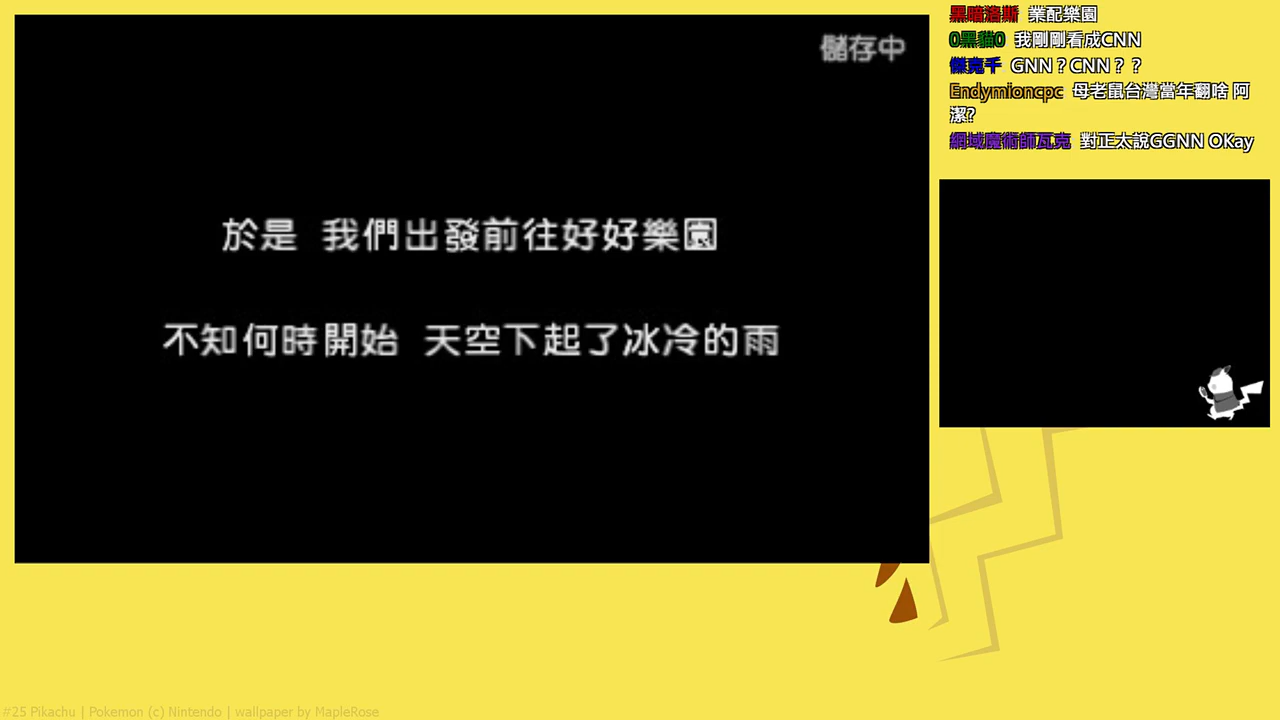 儲存中
於是 我們出發前往好好樂園
不知何時開始 天空下起了冰冷的雨
黑暗洛斯 業配樂園
0黑貓0 我剛剛看成CNN
傑克千 GNN？CNN？？
Endymioncpc 母老鼠台灣當年翻啥 阿
潔?
網域魔術師瓦克 對正太說GGNN OKay
#25 Pikachu | Pokemon (c) Nintendo | wallpaper by MapleRose